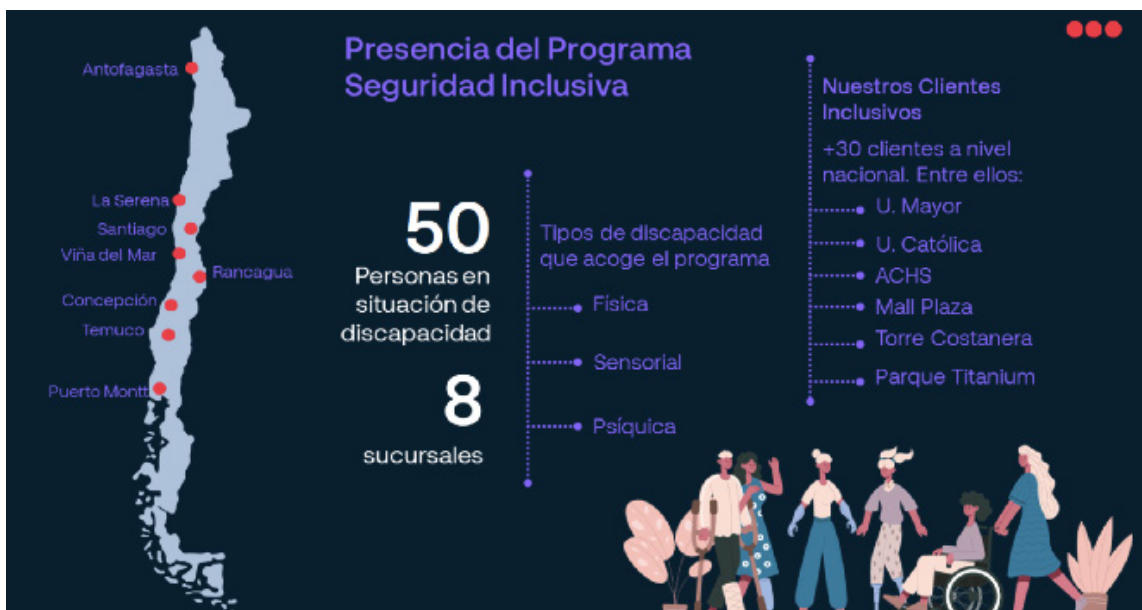 Presencia del Programa
Seguridad Inclusiva
Antofagasta
La Serena
Santiago
Viña del Mar
Rancagua
Concepción
Temuco
Puerto Montt
50
Personas en
situación de
discapacidad
8
sucursales
Tipos de discapacidad
que acoge el programa
Física
Sensorial
Psíquica
Nuestros Clientes
Inclusivos
+30 clientes a nivel
nacional. Entre ellos:
U. Mayor
U. Católica
ACHS
Mall Plaza
Torre Costanera
Parque Titanium